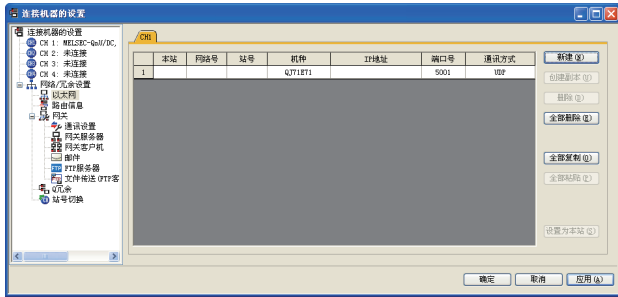 连接机器的设置
连接机器的设置
CH 1: MELSEC-QnU/DC,
CH 2: 未连接
CH 3: 未连接
CH 4: 未连接
网络/冗余设置
以太网
路由信息
网关
通讯设置
网关服务器
网关客户机
邮件
FTP服务器
文件传送(FTP客
Q冗余
站号切换
CH1
本站 网络号 站号 机种 IP地址 端口号 通讯方式
1 QJ71E71 5001 UDP
新建(N)
创建副本(U)
删除(D)
全部删除(E)
全部复制(O)
全部粘贴(P)
设置为本站(S)
确定 取消 应用(A)